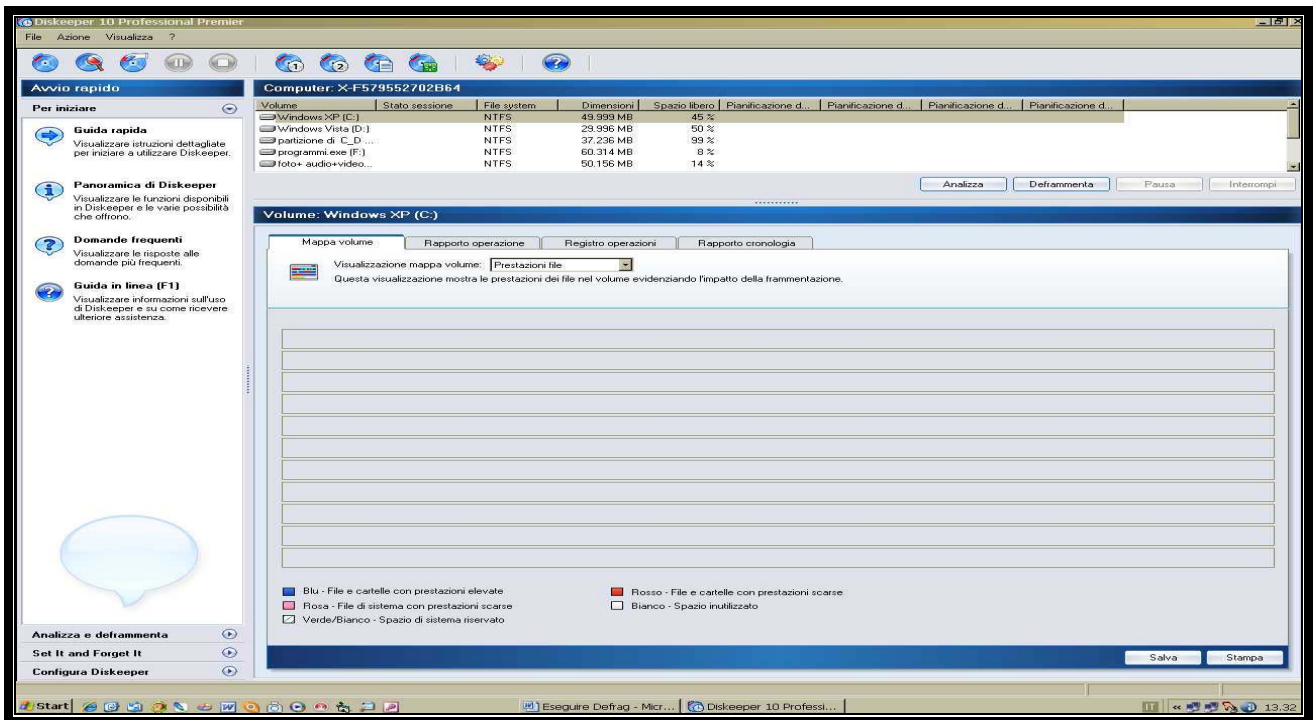 Diskeeper 10 Professional Premier
File Azione Visualizza ?
Avvio rapido
Per iniziare
Guida rapida
Visualizzare istruzioni dettagliate
per iniziare a utilizzare Diskeeper.
Panoramica di Diskeeper
Visualizzare le funzioni disponibili
in Diskeeper e le varie possibilità
che offrono.
Domande frequenti
Visualizzare le risposte alle
domande più frequenti.
Guida in linea (F1)
Visualizzare informazioni sull'uso
di Diskeeper e su come ricevere
ulteriore assistenza.
Analizza e deframmenta
Set It and Forget It
Configura Diskeeper
Computer: X-F579552702B64
Volume Stato sessione File system Dimensioni Spazio libero Pianificazione d... Pianificazione d... Pianificazione d... Pianificazione d...
Windows XP (C:) NTFS 49.999 MB 45 %
Windows Vista (D:) NTFS 29.996 MB 50 %
partizione di C_D ... NTFS 37.236 MB 99 %
programmi.exe (F:) NTFS 60.314 MB 8 %
foto+ audio+video... NTFS 50.156 MB 14 %
Analizza Deframmenta Pausa Interrompi
Volume: Windows XP (C:)
Mappa volume Rapporto operazione Registro operazioni Rapporto cronologia
Visualizzazione mappa volume: Prestazioni file
Questa visualizzazione mostra le prestazioni dei file nel volume evidenziando l'impatto della frammentazione.
Blu - File e cartelle con prestazioni elevate
Rosso - File e cartelle con prestazioni scarse
Rosa - File di sistema con prestazioni scarse
Bianco - Spazio inutilizzato
Verde/Bianco - Spazio di sistema riservato
Salva Stampa
Start Eseguire Defrag - Micr... Diskeeper 10 Professi... IT « 13.32